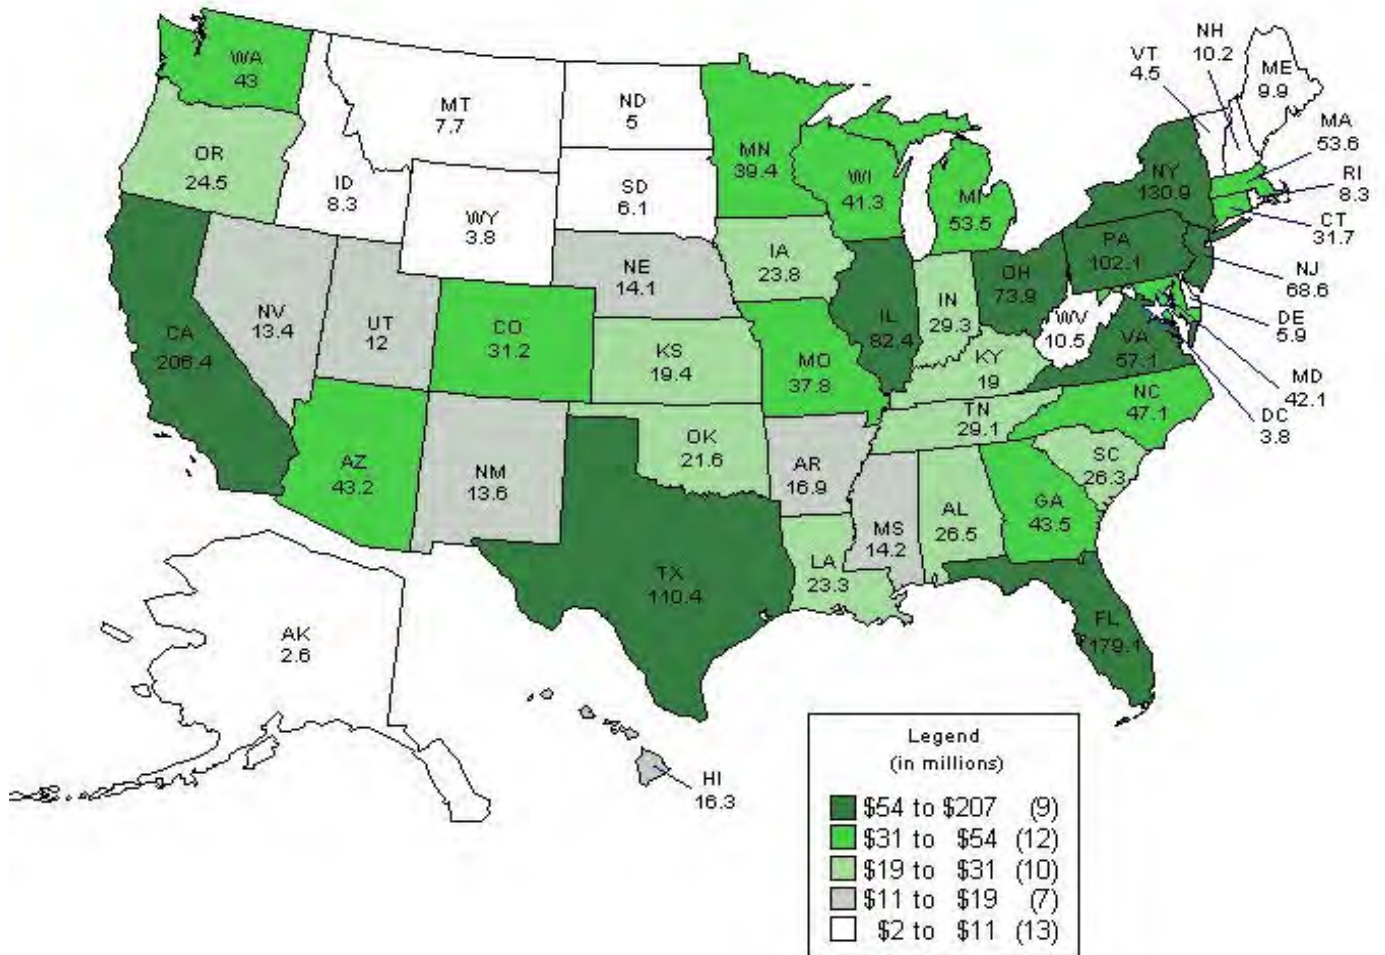 WA
43
OR
24.5
CA
206.4
NV
13.4
ID
8.3
MT
7.7
WY
3.8
UT
12
AZ
43.2
CO
31.2
NM
13.6
ND
5
SD
6.1
NE
14.1
KS
19.4
OK
21.6
TX
110.4
MN
39.4
IA
23.8
MO
37.8
AR
16.9
LA
23.3
WI
41.3
IL
82.4
MI
53.5
IN
29.3
OH
73.9
KY
19
TN
29.1
MS
14.2
AL
26.5
GA
43.5
FL
179.1
SC
26.3
NC
47.1
VA
57.1
WV
10.5
PA
102.1
NY
130.9
VT
4.5
NH
10.2
ME
9.9
MA
53.6
RI
8.3
CT
31.7
NJ
68.6
DE
5.9
MD
42.1
DC
3.8
AK
2.6
HI
16.3
Legend
(in millions)
$54 to $207 (9)
$31 to $54 (12)
$19 to $31 (10)
$11 to $19 (7)
$2 to $11 (13)